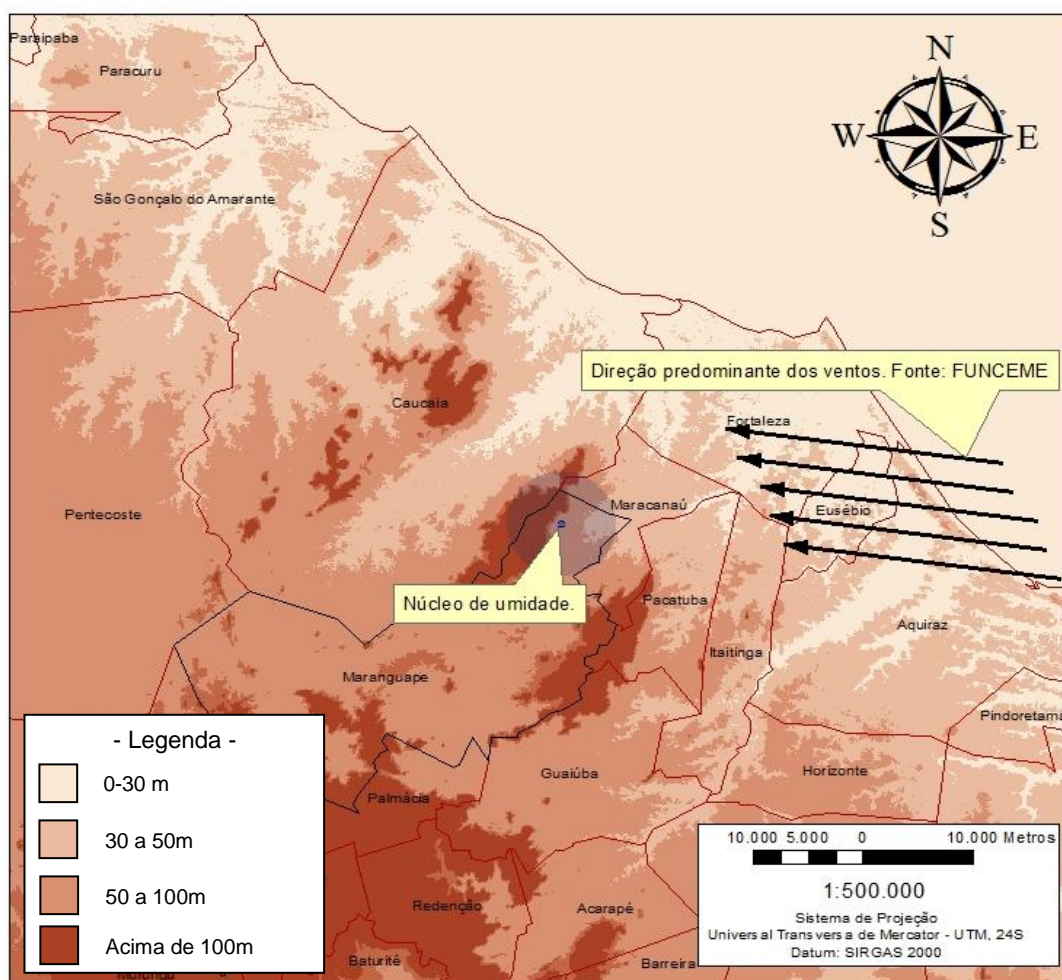 Paraipaba
Paracuru
N
W
E
S
São Gonçalo do Amarante
Direção predominante dos ventos. Fonte: FUNCEME
Caucaia
Fortaleza
Pentecoste
Maracanaú
Eusébio
Núcleo de umidade.
Pacatuba
Aquiraz
Itaitinga
Maranguape
Pindoretama
- Legenda -
0-30 m
30 a 50m
50 a 100m
Acima de 100m
Guaiúba
Horizonte
Palmácia
Redenção
Acarapé
Baturité
Barreira
10.000 5.000 0 10.000 Metros
1:500.000
Sistema de Projeção
Universal Transversa de Mercator - UTM, 24S
Datum: SIRGAS 2000